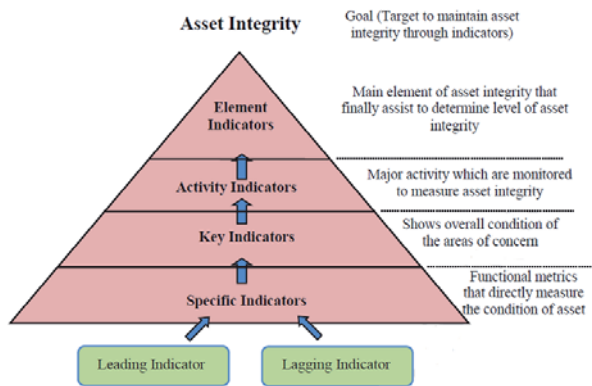 Asset Integrity
Goal (Target to maintain asset
integrity through indicators)
Element
Indicators
Main element of asset integrity that
finally assist to determine level of asset
integrity
Activity Indicators
Major activity which are monitored
to measure asset integrity
Key Indicators
Shows overall condition of
the areas of concern
Specific Indicators
Functional metrics
that directly measure
the condition of asset
Leading Indicator
Lagging Indicator